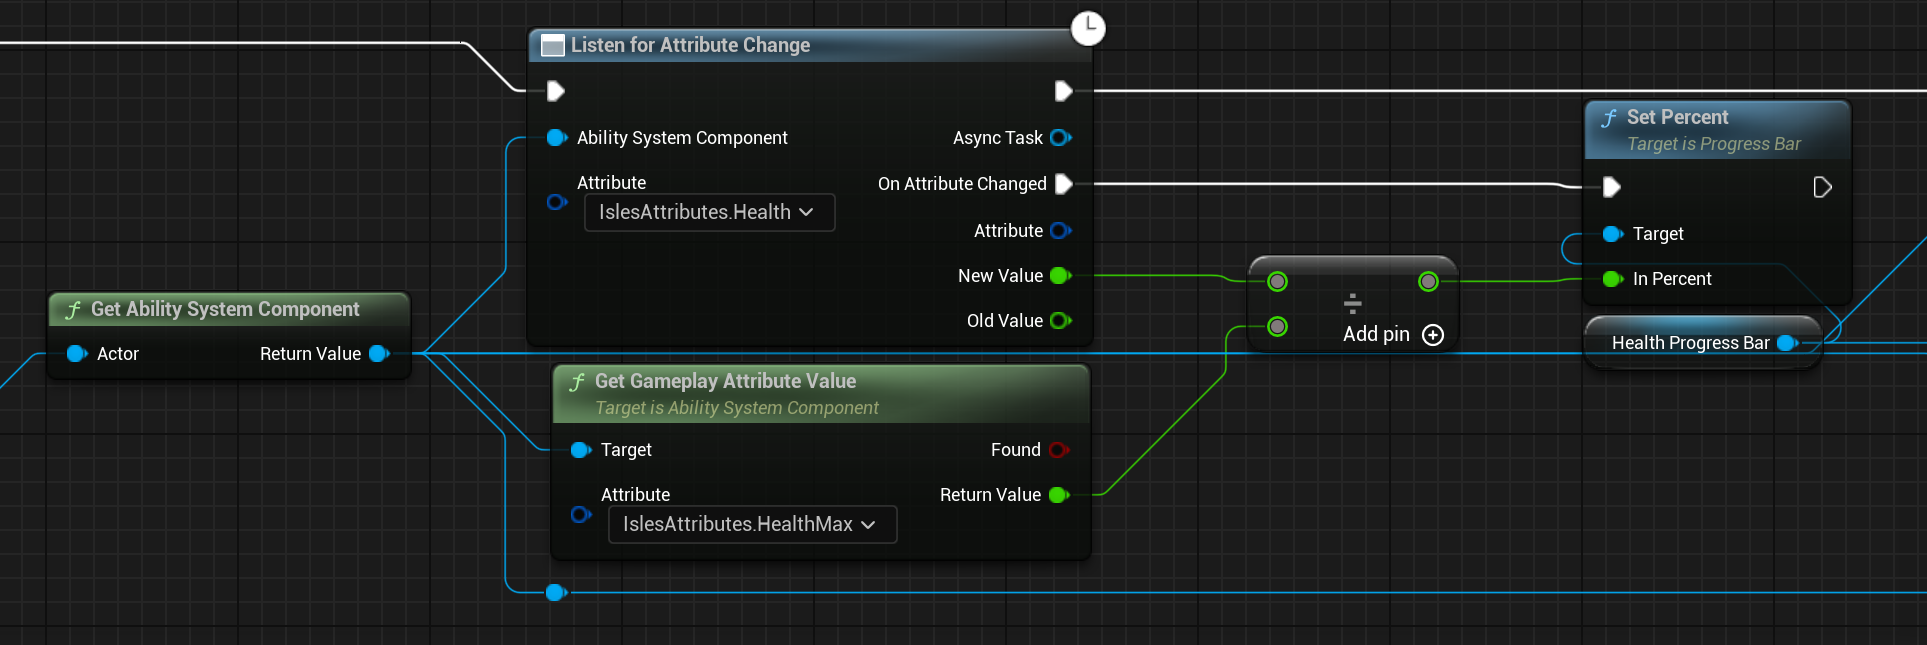 Listen for Attribute Change
Ability System Component
Async Task
Attribute
IslesAttributes.Health
On Attribute Changed
Attribute
New Value
Old Value
f Get Ability System Component
Actor
Return Value
f Get Gameplay Attribute Value
Target is Ability System Component
Target
Found
Attribute
IslesAttributes.HealthMax
Return Value
÷
Add pin
f Set Percent
Target is Progress Bar
Target
In Percent
Health Progress Bar